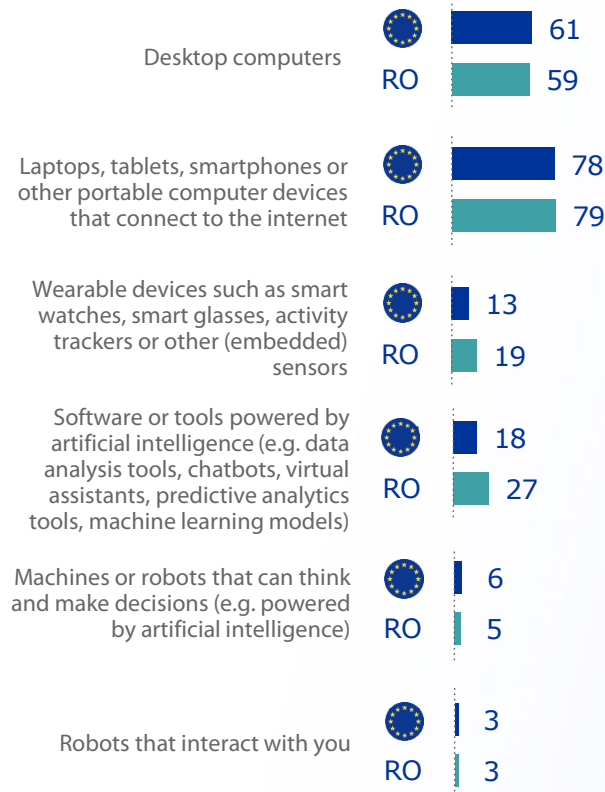 61
Desktop computers
RO
59
78
Laptops, tablets, smartphones or
other portable computer devices
that connect to the internet
RO
79
Wearable devices such as smart
watches, smart glasses, activity
trackers or other (embedded)
sensors
13
RO
19
Software or tools powered by
artificial intelligence (e.g. data
analysis tools, chatbots, virtual
assistants, predictive analytics
tools, machine learning models)
18
RO
27
Machines or robots that can think
and make decisions (e.g. powered
by artificial intelligence)
6
RO
5
3
Robots that interact with you
RO
3